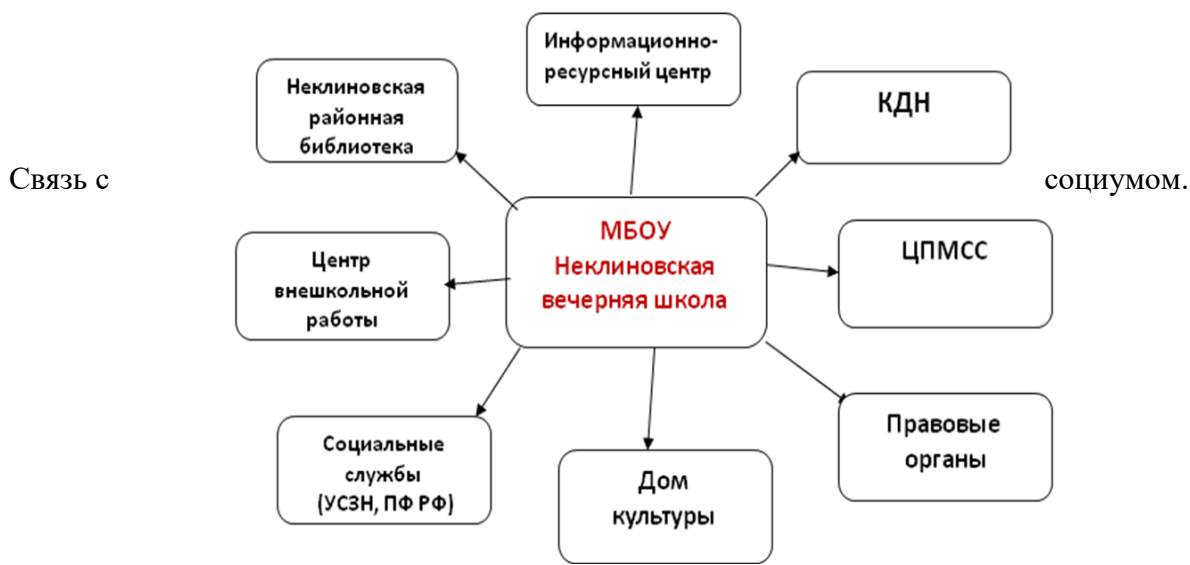 Информационно-
ресурсный центр
Неклиновская
районная
библиотека
КДН
Связь с
социумом.
МБОУ
Неклиновская
вечерняя школа
Центр
внешкольной
работы
ЦПМСС
Социальные
службы
(УСЗН, ПФ РФ)
Дом
культуры
Правовые
органы